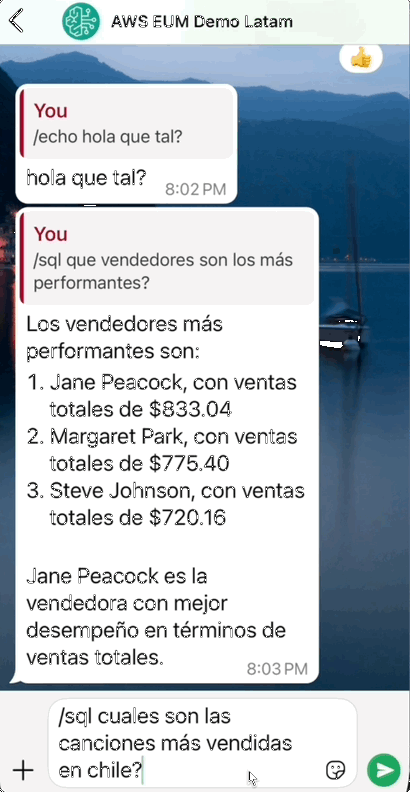 AWS EUM Demo Latam
You
/echo hola que tal?
hola que tal?
8:02 PM
You
/sql que vendedores son los más
performantes?
Los vendedores más
performantes son:
1. Jane Peacock, con ventas
totales de $833.04
2. Margaret Park, con ventas
totales de $775.40
3. Steve Johnson, con ventas
totales de $720.16
Jane Peacock es la
vendedora con mejor
desempeño en términos de
ventas totales.
8:03 PM
/sql cuales son las
canciones más vendidas
en chile?